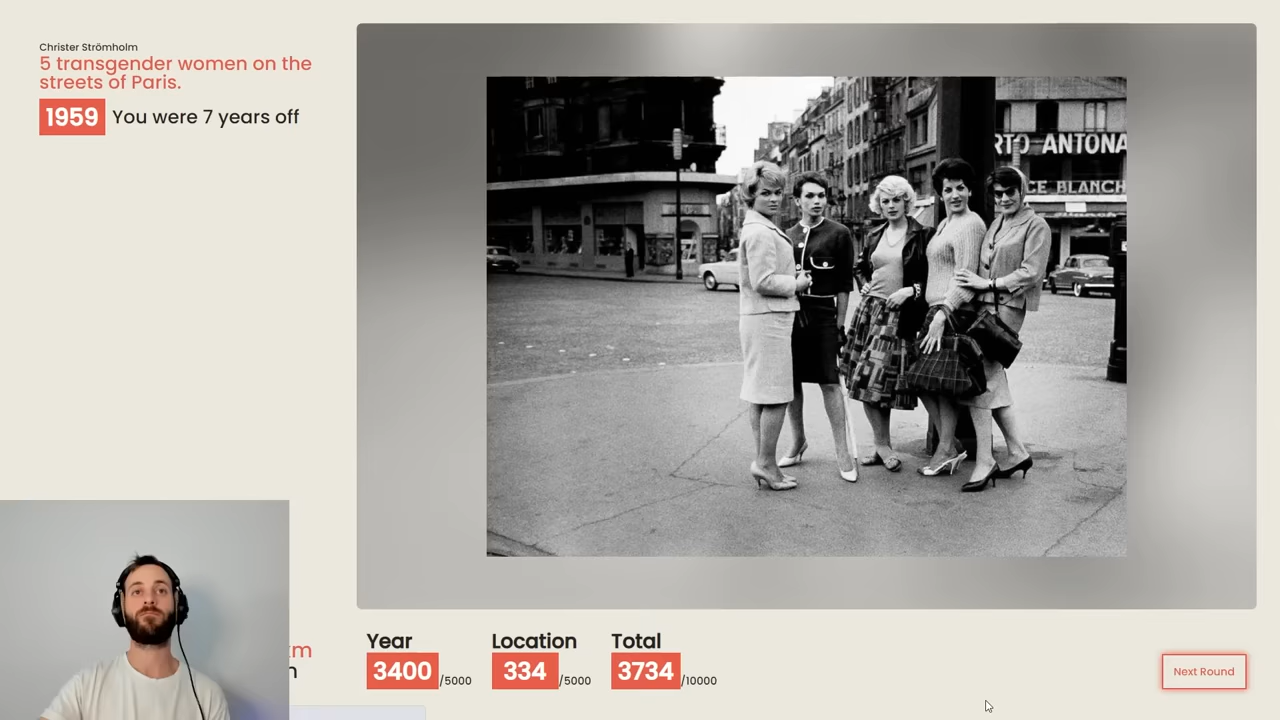 Christer Strömholm
5 transgender women on the
streets of Paris.
1959 You were 7 years off
RTO ANTONA
CE BLANCH
km
Year
3400/5000
Location
334/5000
Total
3734/10000
Next Round